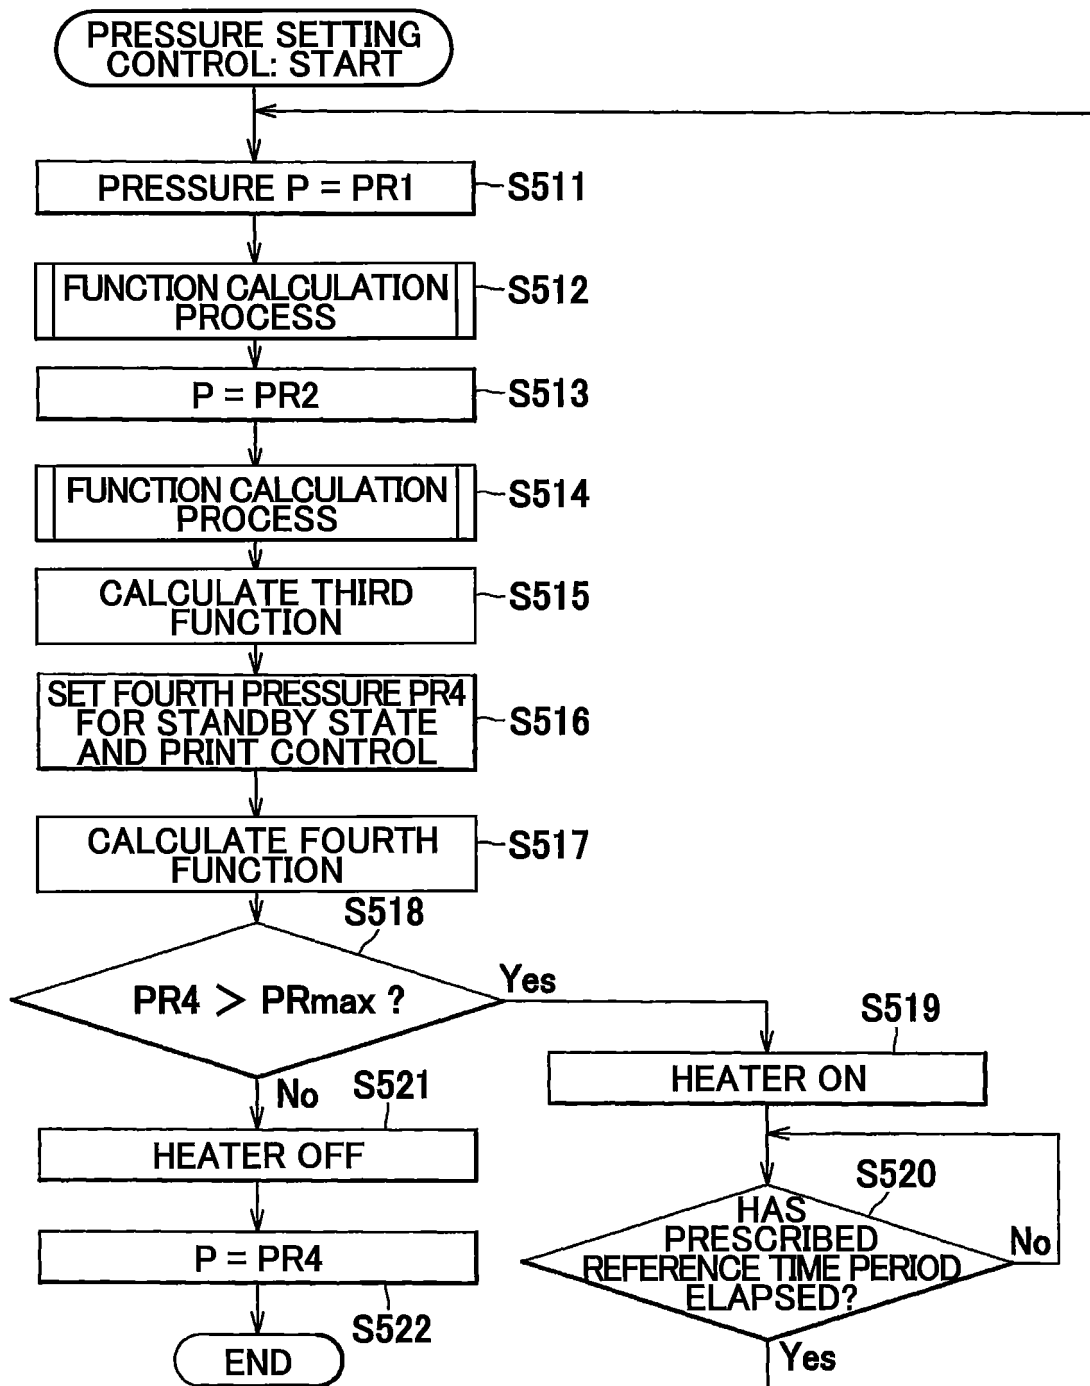 PRESSURE SETTING
CONTROL: START
PRESSURE P = PR1
S511
FUNCTION CALCULATION
PROCESS
S512
P = PR2
S513
FUNCTION CALCULATION
PROCESS
S514
CALCULATE THIRD
FUNCTION
S515
SET FOURTH PRESSURE PR4
FOR STANDBY STATE
AND PRINT CONTROL
S516
CALCULATE FOURTH
FUNCTION
S517
S518
PR4 > PRmax ?
Yes
No
S519
HEATER ON
S521
HEATER OFF
S520
HAS
PRESCRIBED
REFERENCE TIME PERIOD
ELAPSED?
No
Yes
P = PR4
S522
END